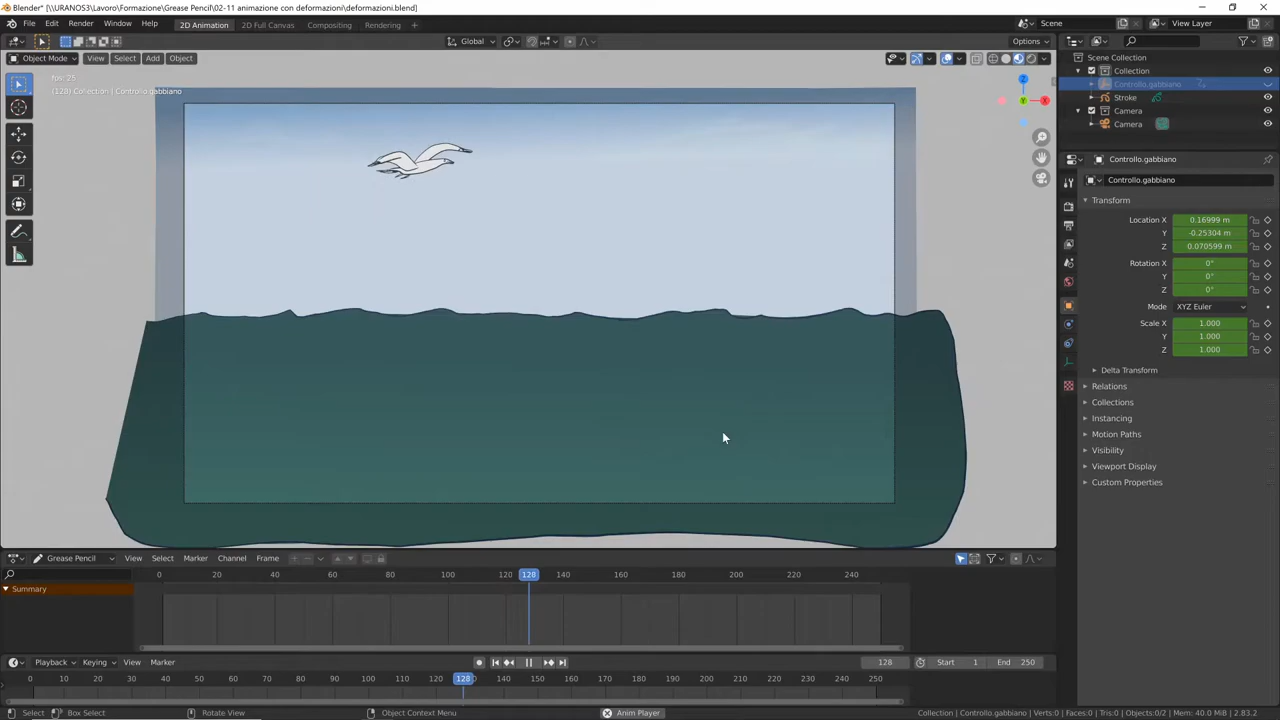 Blender* [\\URANOS3\Lavoro\Formazione\Grease Pencil\02-11 animazione con deformazioni\deformazioni.blend]
File Edit Render Window Help 2D Animation 2D Full Canvas Compositing Rendering Scene View Layer
Global Options
Object Mode View Select Add Object
fps: 25
(128) Collection | Controllo.gabbiano
Scene Collection
Collection
Controllo.gabbiano
Stroke
Camera
Camera
Controllo.gabbiano
Controllo.gabbiano
Transform
Location X 0.16999 m
Y -0.25304 m
Z 0.070599 m
Rotation X 0°
Y 0°
Z 0°
Mode XYZ Euler
Scale X 1.000
Y 1.000
Z 1.000
Delta Transform
Relations
Collections
Instancing
Motion Paths
Visibility
Viewport Display
Custom Properties
X
Y
Z
Grease Pencil View Select Marker Channel Frame
0 20 40 60 80 100 120 128 140 160 180 200 220 240
Summary
Playback Keying View Marker 128 Start 1 End 250
0 10 20 30 40 50 60 70 80 90 100 110 120 128 140 150 160 170 180 190 200 210 220 230 240 250
Select Box Select Rotate View Object Context Menu Anim Player Collection | Controllo.gabbiano | Verts:0 | Faces:0 | Tris:0 | Objects:0/2 | Mem: 40.0 MiB | 2.83.2